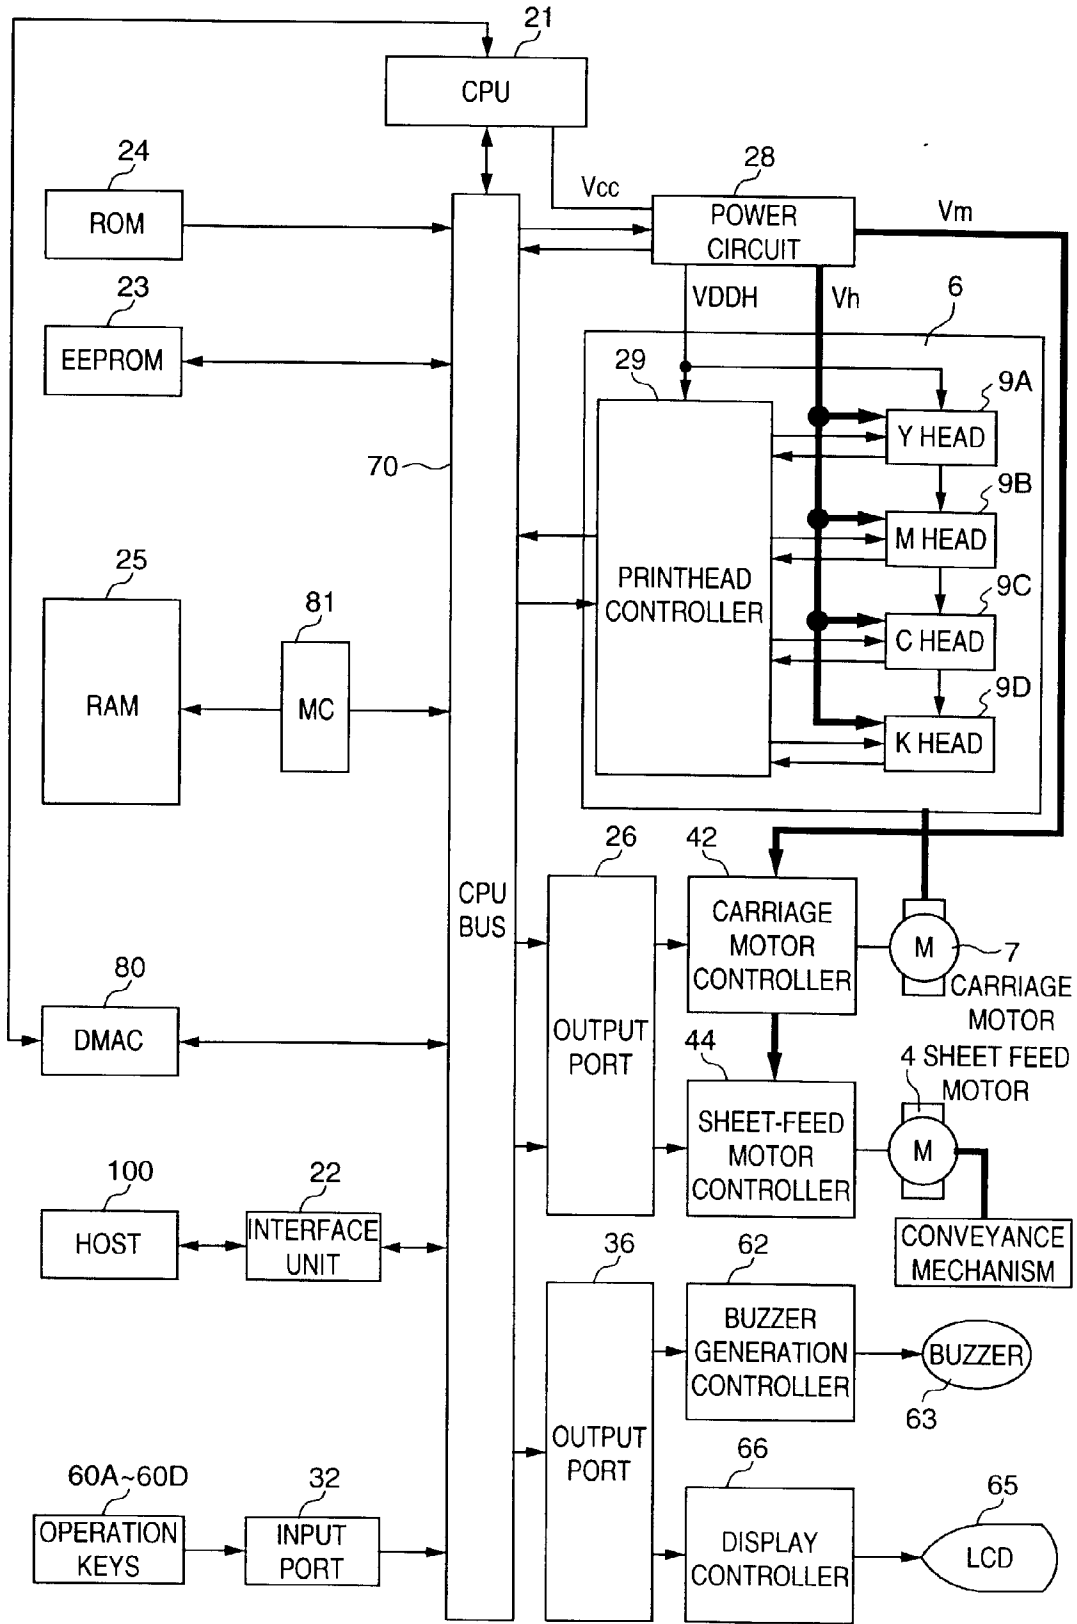 21
CPU
24
ROM
Vcc
28
POWER
CIRCUIT
Vm
23
EEPROM
VDDH
Vh
6
29
9A
Y HEAD
70
9B
M HEAD
25
RAM
81
MC
PRINTHEAD
CONTROLLER
9C
C HEAD
9D
K HEAD
CPU
BUS
26
OUTPUT
PORT
42
CARRIAGE
MOTOR
CONTROLLER
M
7
CARRIAGE
MOTOR
80
DMAC
44
SHEET-FEED
MOTOR
CONTROLLER
4 SHEET FEED
MOTOR
M
CONVEYANCE
MECHANISM
100
HOST
22
INTERFACE
UNIT
36
OUTPUT
PORT
62
BUZZER
GENERATION
CONTROLLER
BUZZER
63
60A~60D
OPERATION
KEYS
32
INPUT
PORT
66
DISPLAY
CONTROLLER
65
LCD